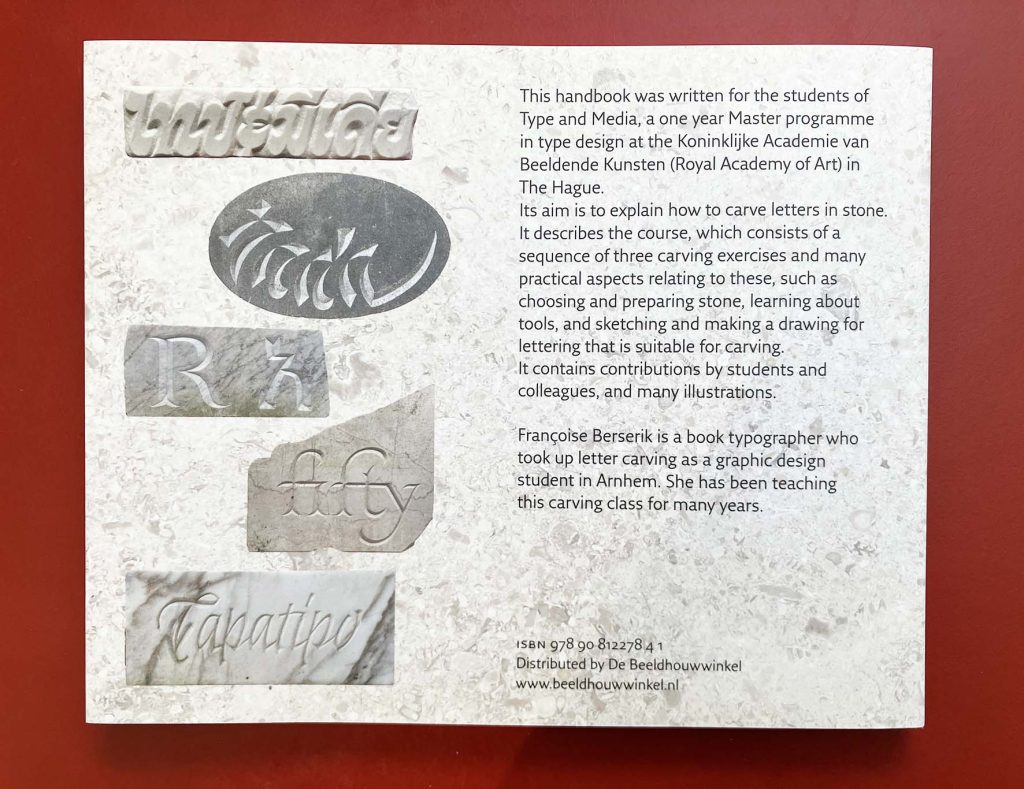 R
fifty
Tapatipo
This handbook was written for the students of
Type and Media, a one year Master programme
in type design at the Koninklijke Academie van
Beeldende Kunsten (Royal Academy of Art) in
The Hague.
Its aim is to explain how to carve letters in stone.
It describes the course, which consists of a
sequence of three carving exercises and many
practical aspects relating to these, such as
choosing and preparing stone, learning about
tools, and sketching and making a drawing for
lettering that is suitable for carving.
It contains contributions by students and
colleagues, and many illustrations.
Françoise Berserik is a book typographer who
took up letter carving as a graphic design
student in Arnhem. She has been teaching
this carving class for many years.
ISBN 978 90 812278 4 1
Distributed by De Beeldhouwwinkel
www.beeldhouwwinkel.nl